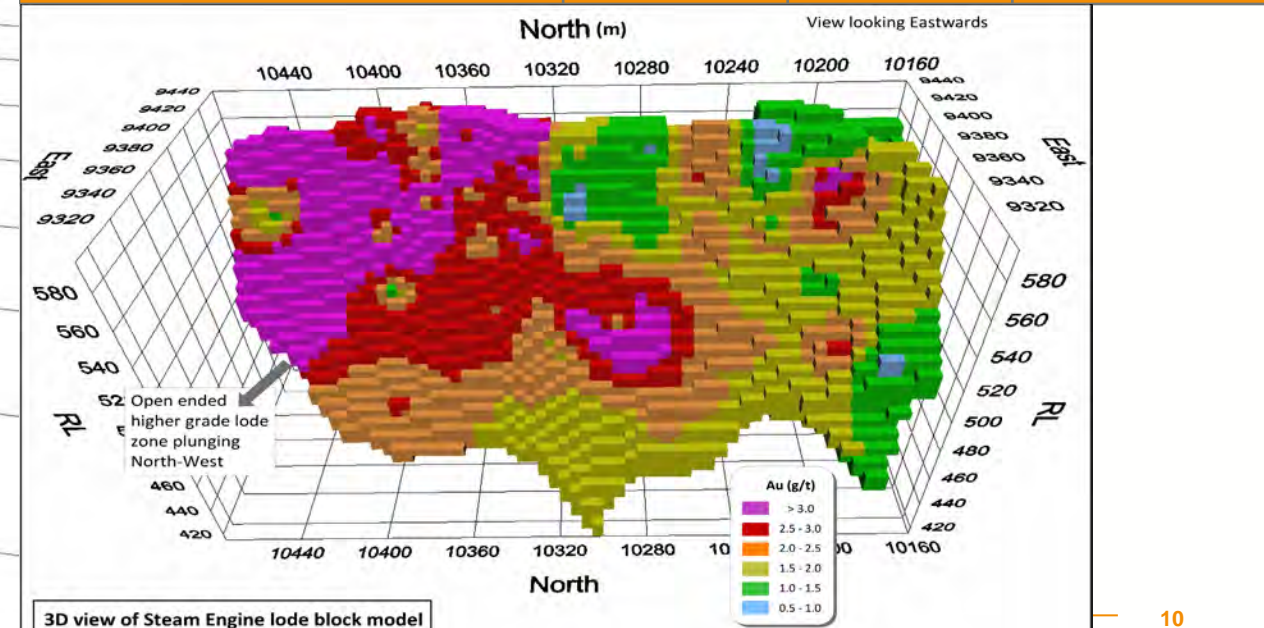 North (m)
View looking Eastwards
10440 10400 10360 10320 10280 10240 10200 10160
9440
9420
9400
9380
9360
9340
9320
East
9440
9420
9400
9380
9360
9340
9320
East
580
560
540
460
440
420
RL
580
560
540
520
500
480
460
440
420
RL
Open ended
higher grade lode
zone plunging
North-West
Au (g/t)
> 3.0
2.5 - 3.0
2.0 - 2.5
1.5 - 2.0
1.0 - 1.5
0.5 - 1.0
10440 10400 10360 10320 10280 10160
North
3D view of Steam Engine lode block model
10